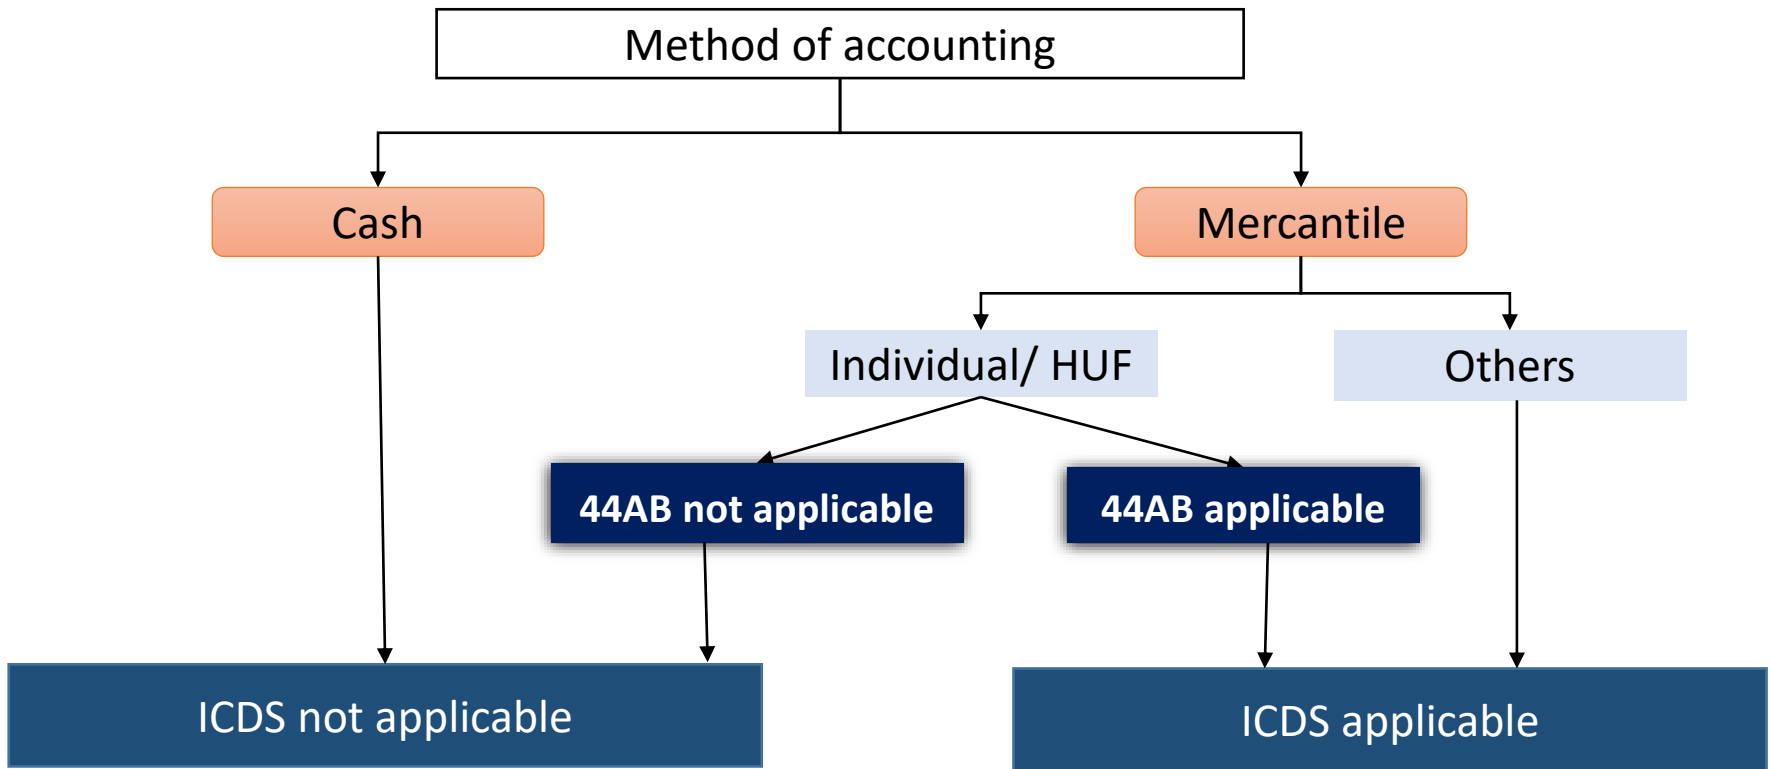 Method of accounting
Cash
Mercantile
Individual/ HUF
Others
44AB not applicable
44AB applicable
ICDS not applicable
ICDS applicable